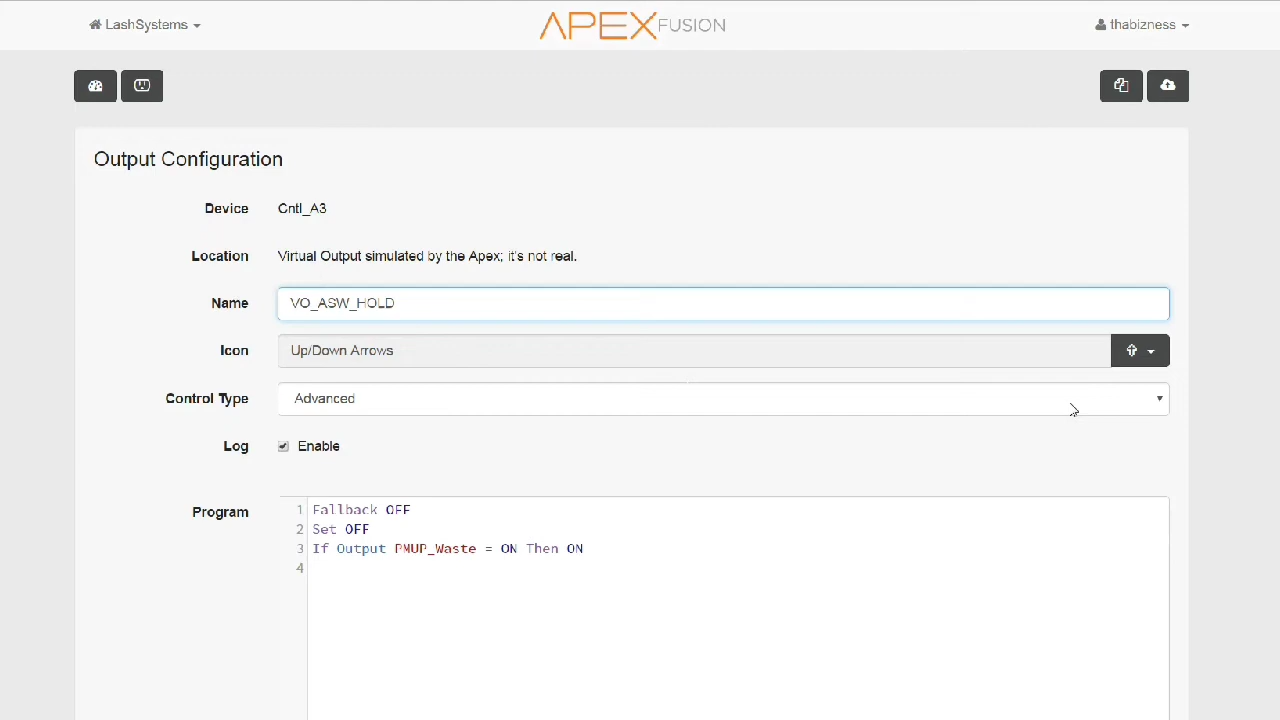 LashSystems
APEX FUSION
thabizness
Output Configuration
Device Cntl_A3
Location Virtual Output simulated by the Apex; it's not real.
Name VO_ASW_HOLD
Icon Up/Down Arrows
Control Type Advanced
Log Enable
Program
1 Fallback OFF
2 Set OFF
3 If Output PMUP_Waste = ON Then ON
4